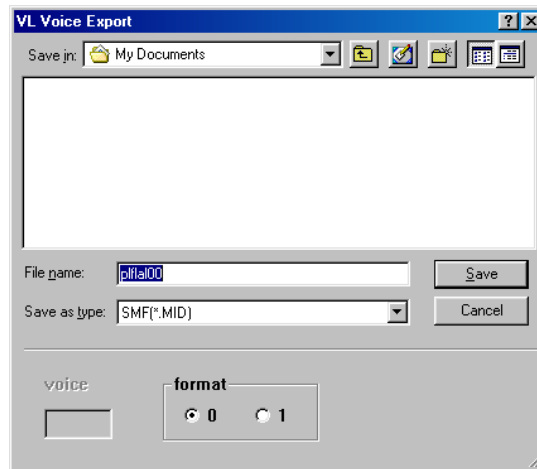 VL Voice Export
Save in: My Documents
File name: plflal00 Save
Save as type: SMF(*.MID) Cancel
voice format
0 1